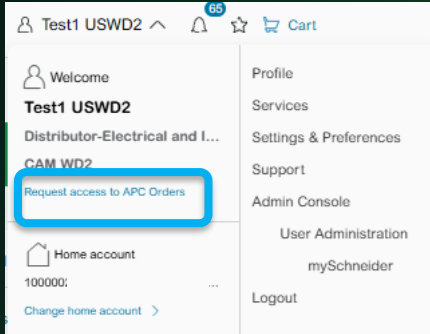 65
Test1 USWD2
Cart
Welcome
Test1 USWD2
Distributor-Electrical and I...
CAM WD2
Request access to APC Orders
Home account
100000: ...
Change home account >
Profile
Services
Settings & Preferences
Support
Admin Console
User Administration
mySchneider
Logout